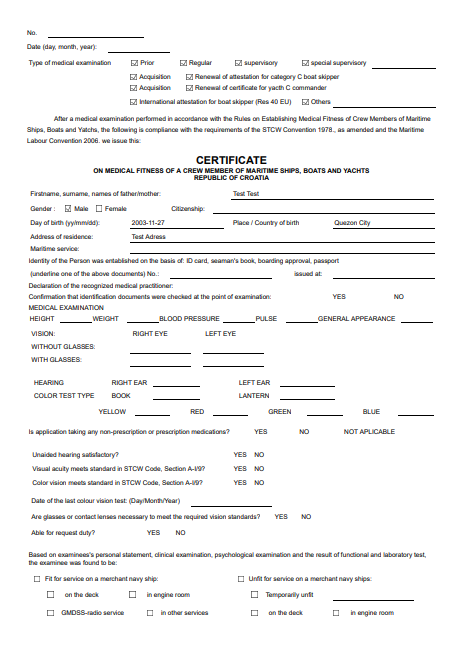 No.
Date (day, month, year):
Type of medical examination Prior Regular supervisory special supervisory
Acquisition Renewal of attestation for category C boat skipper
Acquisition Renewal of certificate for yacth C commander
International attestation for boat skipper (Res 40 EU) Others
After a medical examination performed in accordance with the Rules on Establishing Medical Fitness of Crew Members of Maritime
Ships, Boats and Yatchs, the following is compliance with the requirements of the STCW Convention 1978., as amended and the Maritime
Labour Convention 2006. we issue this:
CERTIFICATE
ON MEDICAL FITNESS OF A CREW MEMBER OF MARITIME SHIPS, BOATS AND YACHTS
REPUBLIC OF CROATIA
Firstname, surname, names of father/mother: Test Test
Gender : Male Female Citizenship:
Day of birth (yy/mm/dd): 2003-11-27 Place / Country of birth Quezon City
Address of residence: Test Adress
Maritime service:
Identity of the Person was entablished on the basis of: ID card, seaman's book, boarding approval, passport
(underline one of the above documents) No.: issued at:
Declaration of the recognized medical practitioner:
Confirmation that identification documents were checked at the point of examination: YES NO
MEDICAL EXAMINATION
HEIGHT WEIGHT BLOOD PRESSURE PULSE GENERAL APPEARANCE
VISION: RIGHT EYE LEFT EYE
WITHOUT GLASSES:
WITH GLASSES:
HEARING RIGHT EAR LEFT EAR
COLOR TEST TYPE BOOK LANTERN
YELLOW RED GREEN BLUE
Is application taking any non-prescription or prescription medications? YES NO NOT APLICABLE
Unaided hearing satisfactory? YES NO
Visual acuity meets standard in STCW Code, Section A-I/9? YES NO
Color vision meets standard in STCW Code, Section A-I/9? YES NO
Date of the last colour vision test: (Day/Month/Year)
Are glasses or contact lenses necessary to meet the required vision standards? YES NO
Able for request duty? YES NO
Based on examinees's personal statement, clinical examination, psychological examination and the result of functional and laboratory test,
the examinee was found to be:
Fit for service on a merchant navy ship: Unfit for service on a merchant navy ships:
on the deck in engine room Temporarily unfit
GMDSS-radio service in other services on the deck in engine room